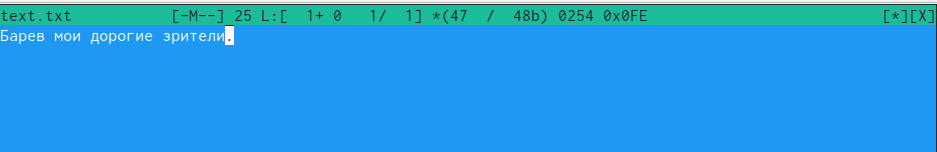 text.txt [-M--] 25 L:[ 1+ 0 1/ 1] *(47 / 48b) 0254 0x0FE [*][X]
Барев мои дорогие зрители.